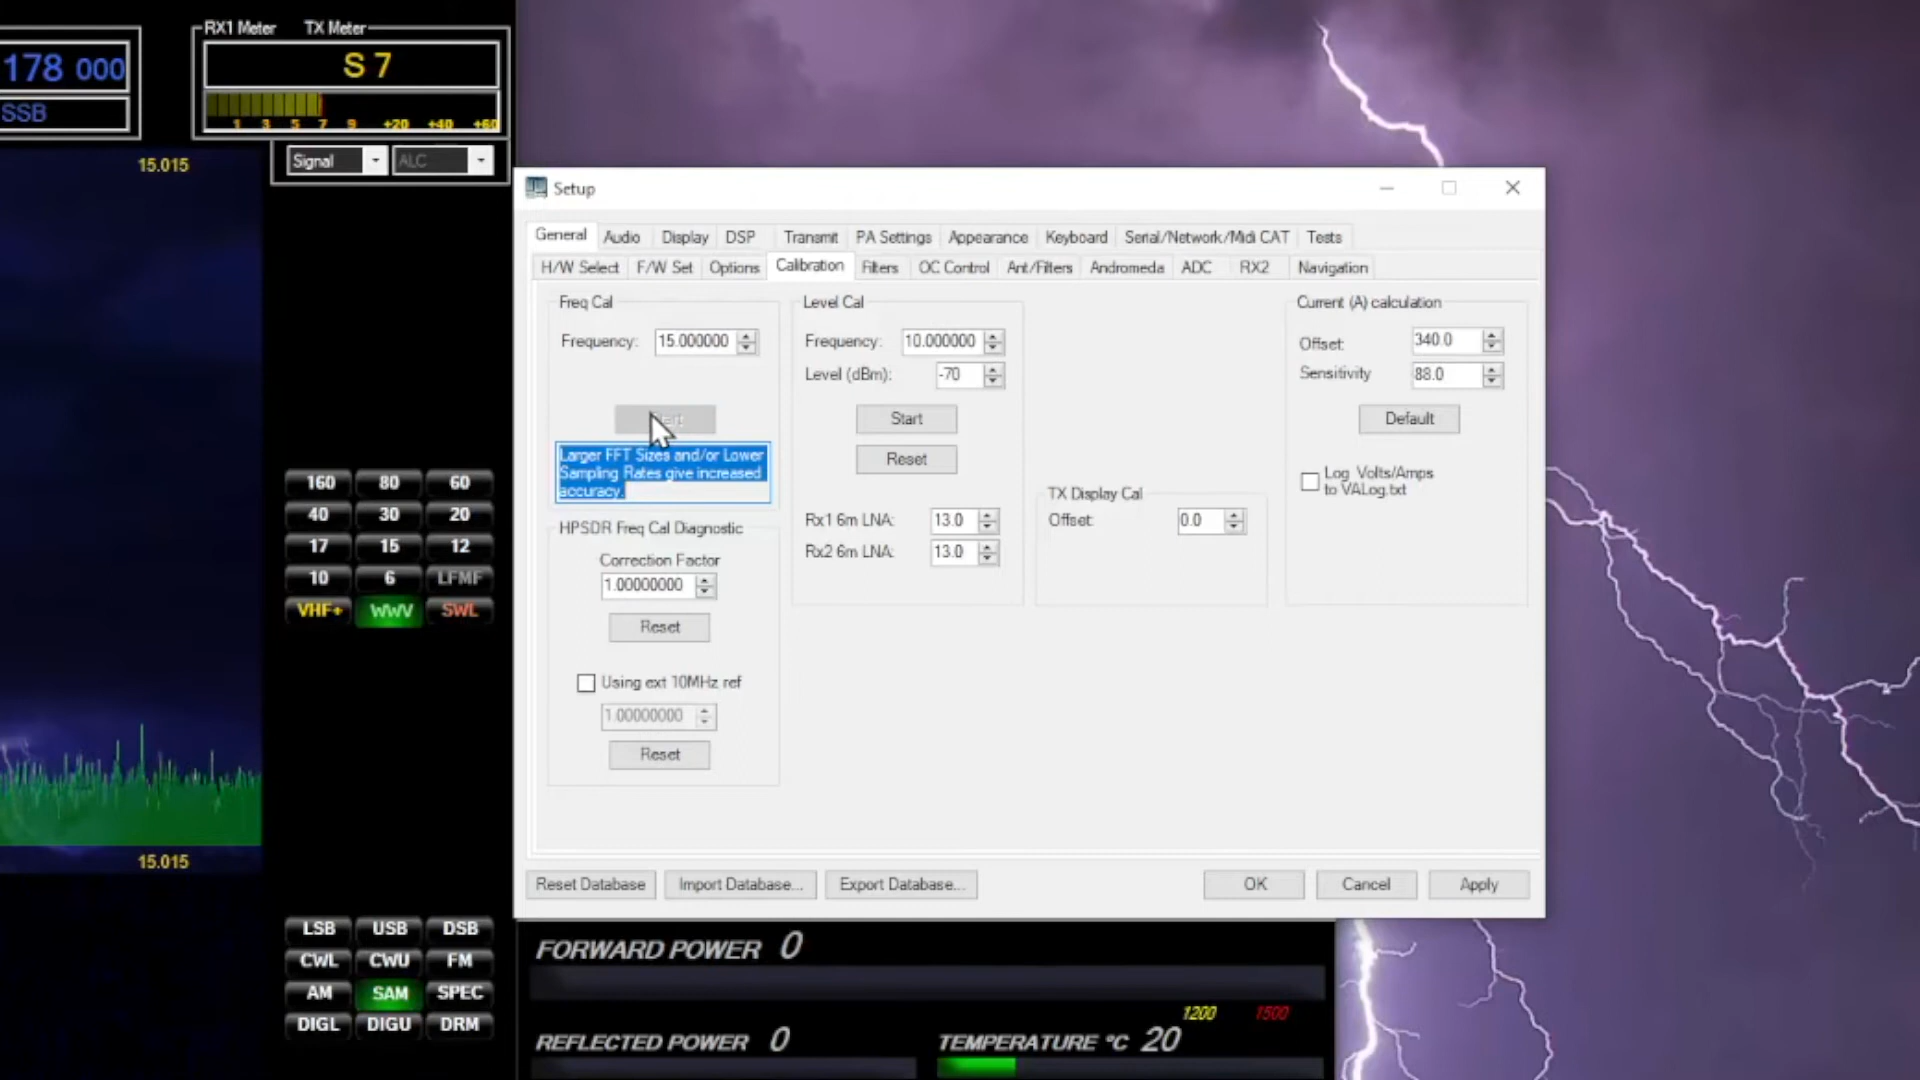 RX1 Meter TX Meter
178 000
S 7
SSB
1 3 5 7 9 +20 +40 +60
15.015
Signal ALC
Setup
General Audio Display DSP Transmit PA Settings Appearance Keyboard Serial/Network/Midi CAT Tests
H/W Select F/W Set Options Calibration Filters OC Control Ant/Filters Andromeda ADC RX2 Navigation
Freq Cal
Frequency: 15.000000
Larger FFT Sizes and/or Lower
Sampling Rates give increased
accuracy.
HPSDR Freq Cal Diagnostic
Correction Factor
1.00000000
Reset
Using ext 10MHz ref
1.00000000
Reset
Level Cal
Frequency: 10.000000
Level (dBm): -70
Start
Reset
Rx1 6m LNA: 13.0
Rx2 6m LNA: 13.0
TX Display Cal
Offset: 0.0
Current (A) calculation
Offset: 340.0
Sensitivity 88.0
Default
Log Volts/Amps
to VALog.txt
Reset Database Import Database... Export Database... OK Cancel Apply
160 80 60
40 30 20
17 15 12
10 6 LFMF
VHF+ WWV SWL
15.015
LSB USB DSB
CWL CWU FM
AM SAM SPEC
DIGL DIGU DRM
FORWARD POWER 0
1200 1500
REFLECTED POWER 0
TEMPERATURE °C 20